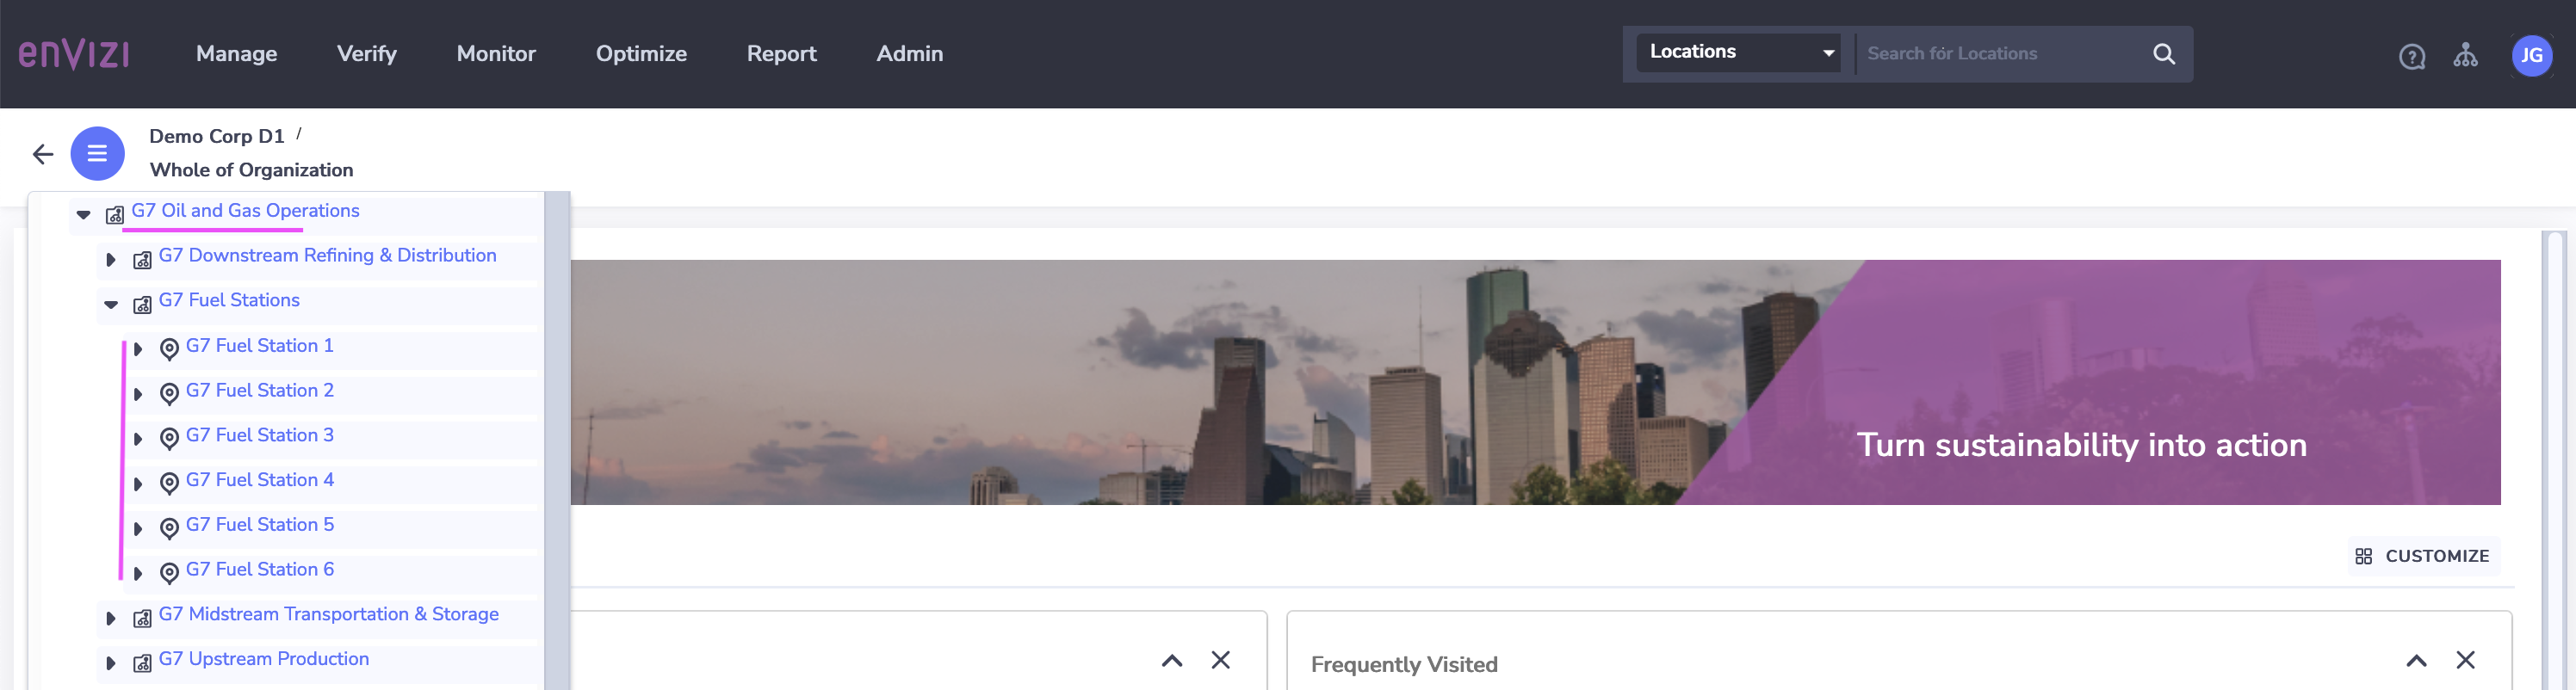 envizi
Manage Verify Monitor Optimize Report Admin
Locations
Search for Locations
JG
Demo Corp D1 /
Whole of Organization
G7 Oil and Gas Operations
G7 Downstream Refining & Distribution
G7 Fuel Stations
G7 Fuel Station 1
G7 Fuel Station 2
G7 Fuel Station 3
G7 Fuel Station 4
G7 Fuel Station 5
G7 Fuel Station 6
G7 Midstream Transportation & Storage
G7 Upstream Production
Turn sustainability into action
CUSTOMIZE
Frequently Visited